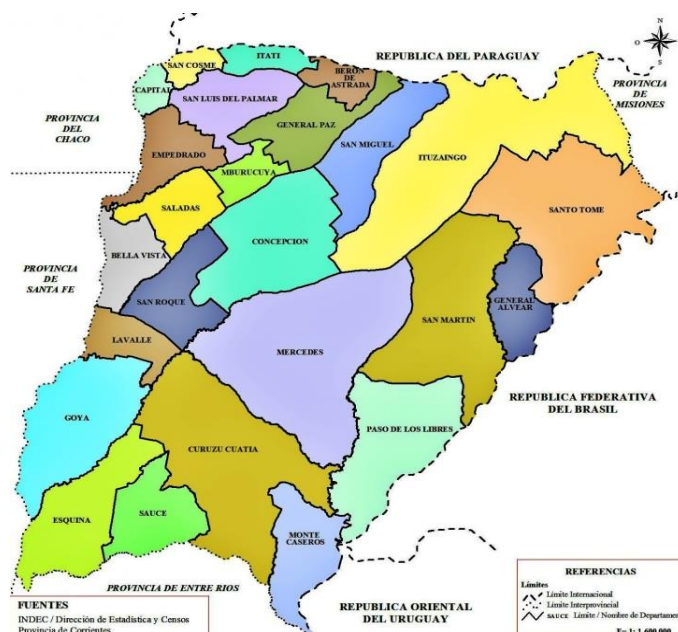 REPUBLICA DEL PARAGUAY
O
E
N
S
PROVINCIA
DE
MISIONES
PROVINCIA
DEL
CHACO
SAN COSME
ITATI
BERÓN
DE
ASTRADA
CAPITAL
SAN LUIS DEL PALMAR
GENERAL PAZ
SAN MIGUEL
ITUZAINGO
EMPEDRADO
MBURUCUYA
SANTO TOME
SALADAS
CONCEPCION
BELLA VISTA
PROVINCIA
DE
SANTA FE
SAN ROQUE
GENERAL
ALVEAR
SAN MARTIN
LAVALLE
MERCEDES
REPUBLICA FEDERATIVA
DEL BRASIL
GOYA
PASO DE LOS LIBRES
CURUZU CUATIA
ESQUINA
SAUCE
MONTE
CASEROS
PROVINCIA DE ENTRE RIOS
REPUBLICA ORIENTAL
DEL URUGUAY
FUENTES
INDEC / Dirección de Estadística y Censos
Provincia de Corrientes
REFERENCIAS
Límites
Límite Internacional
Límite Interprovincial
SAUCE Límite / Nombre de Departamen